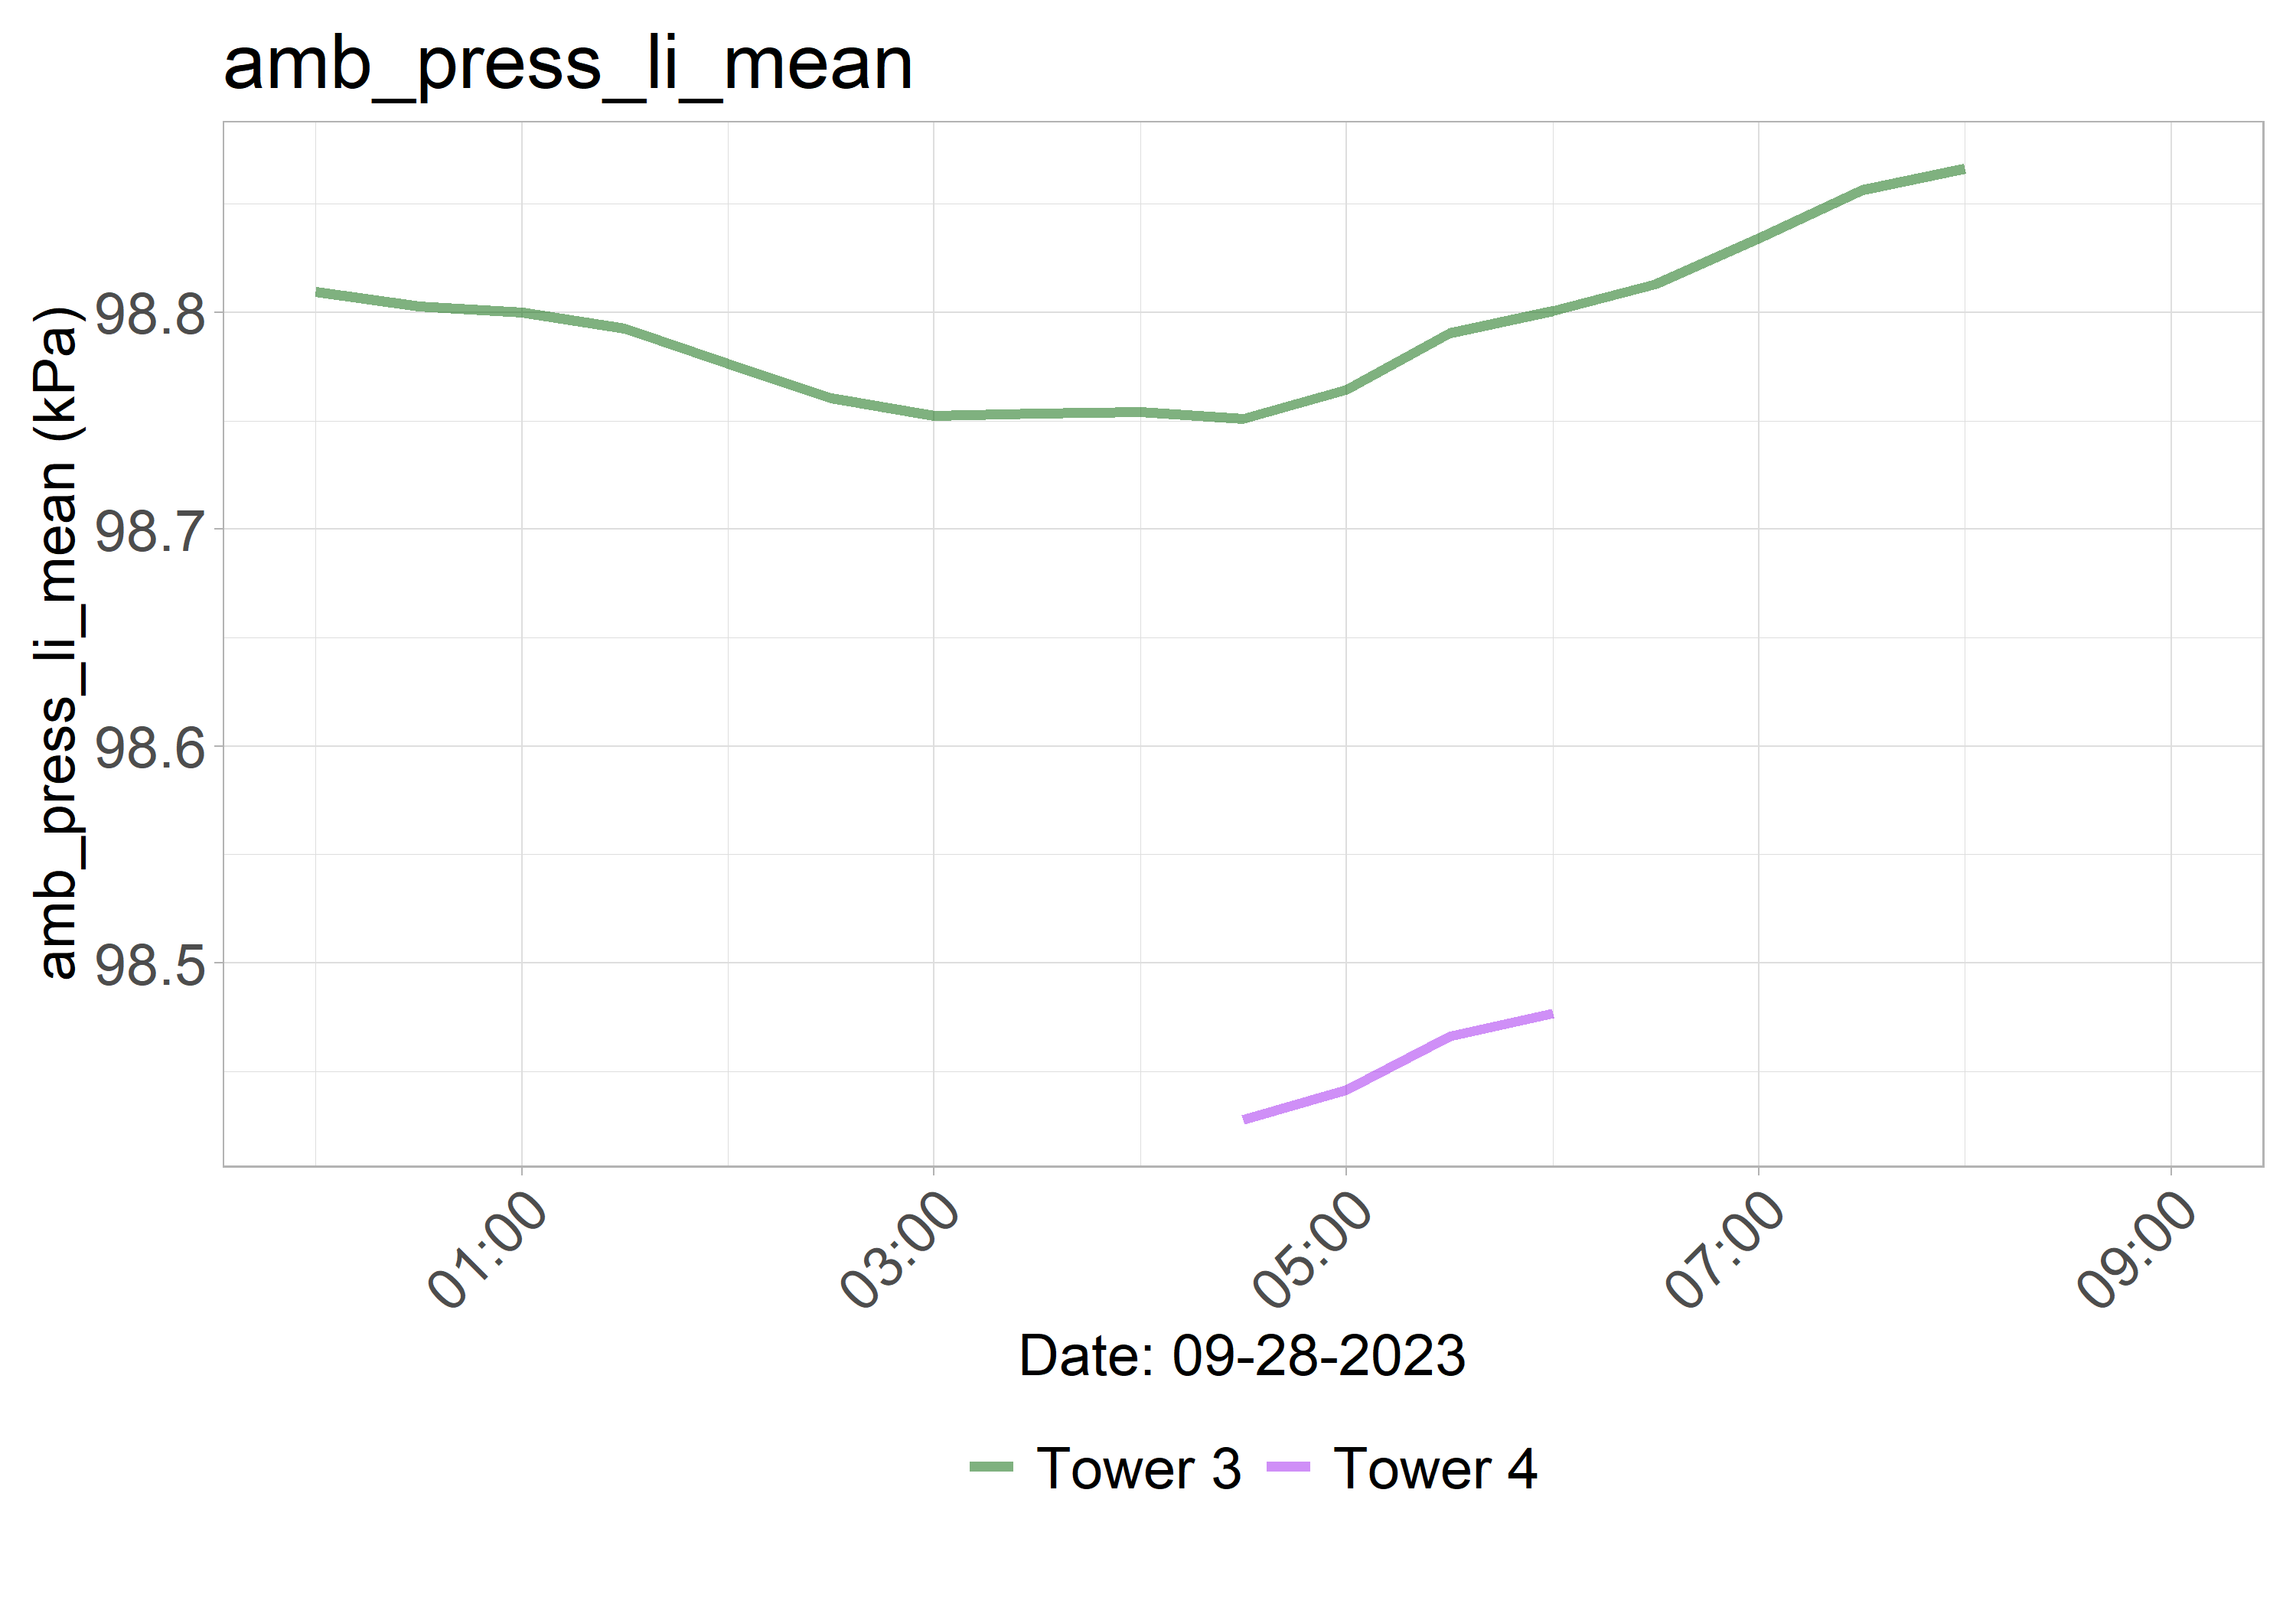 amb_press_li_mean
amb_press_li_mean (kPa)
98.8
98.7
98.6
98.5
01:00
03:00
05:00
07:00
09:00
Date: 09-28-2023
Tower 3
Tower 4